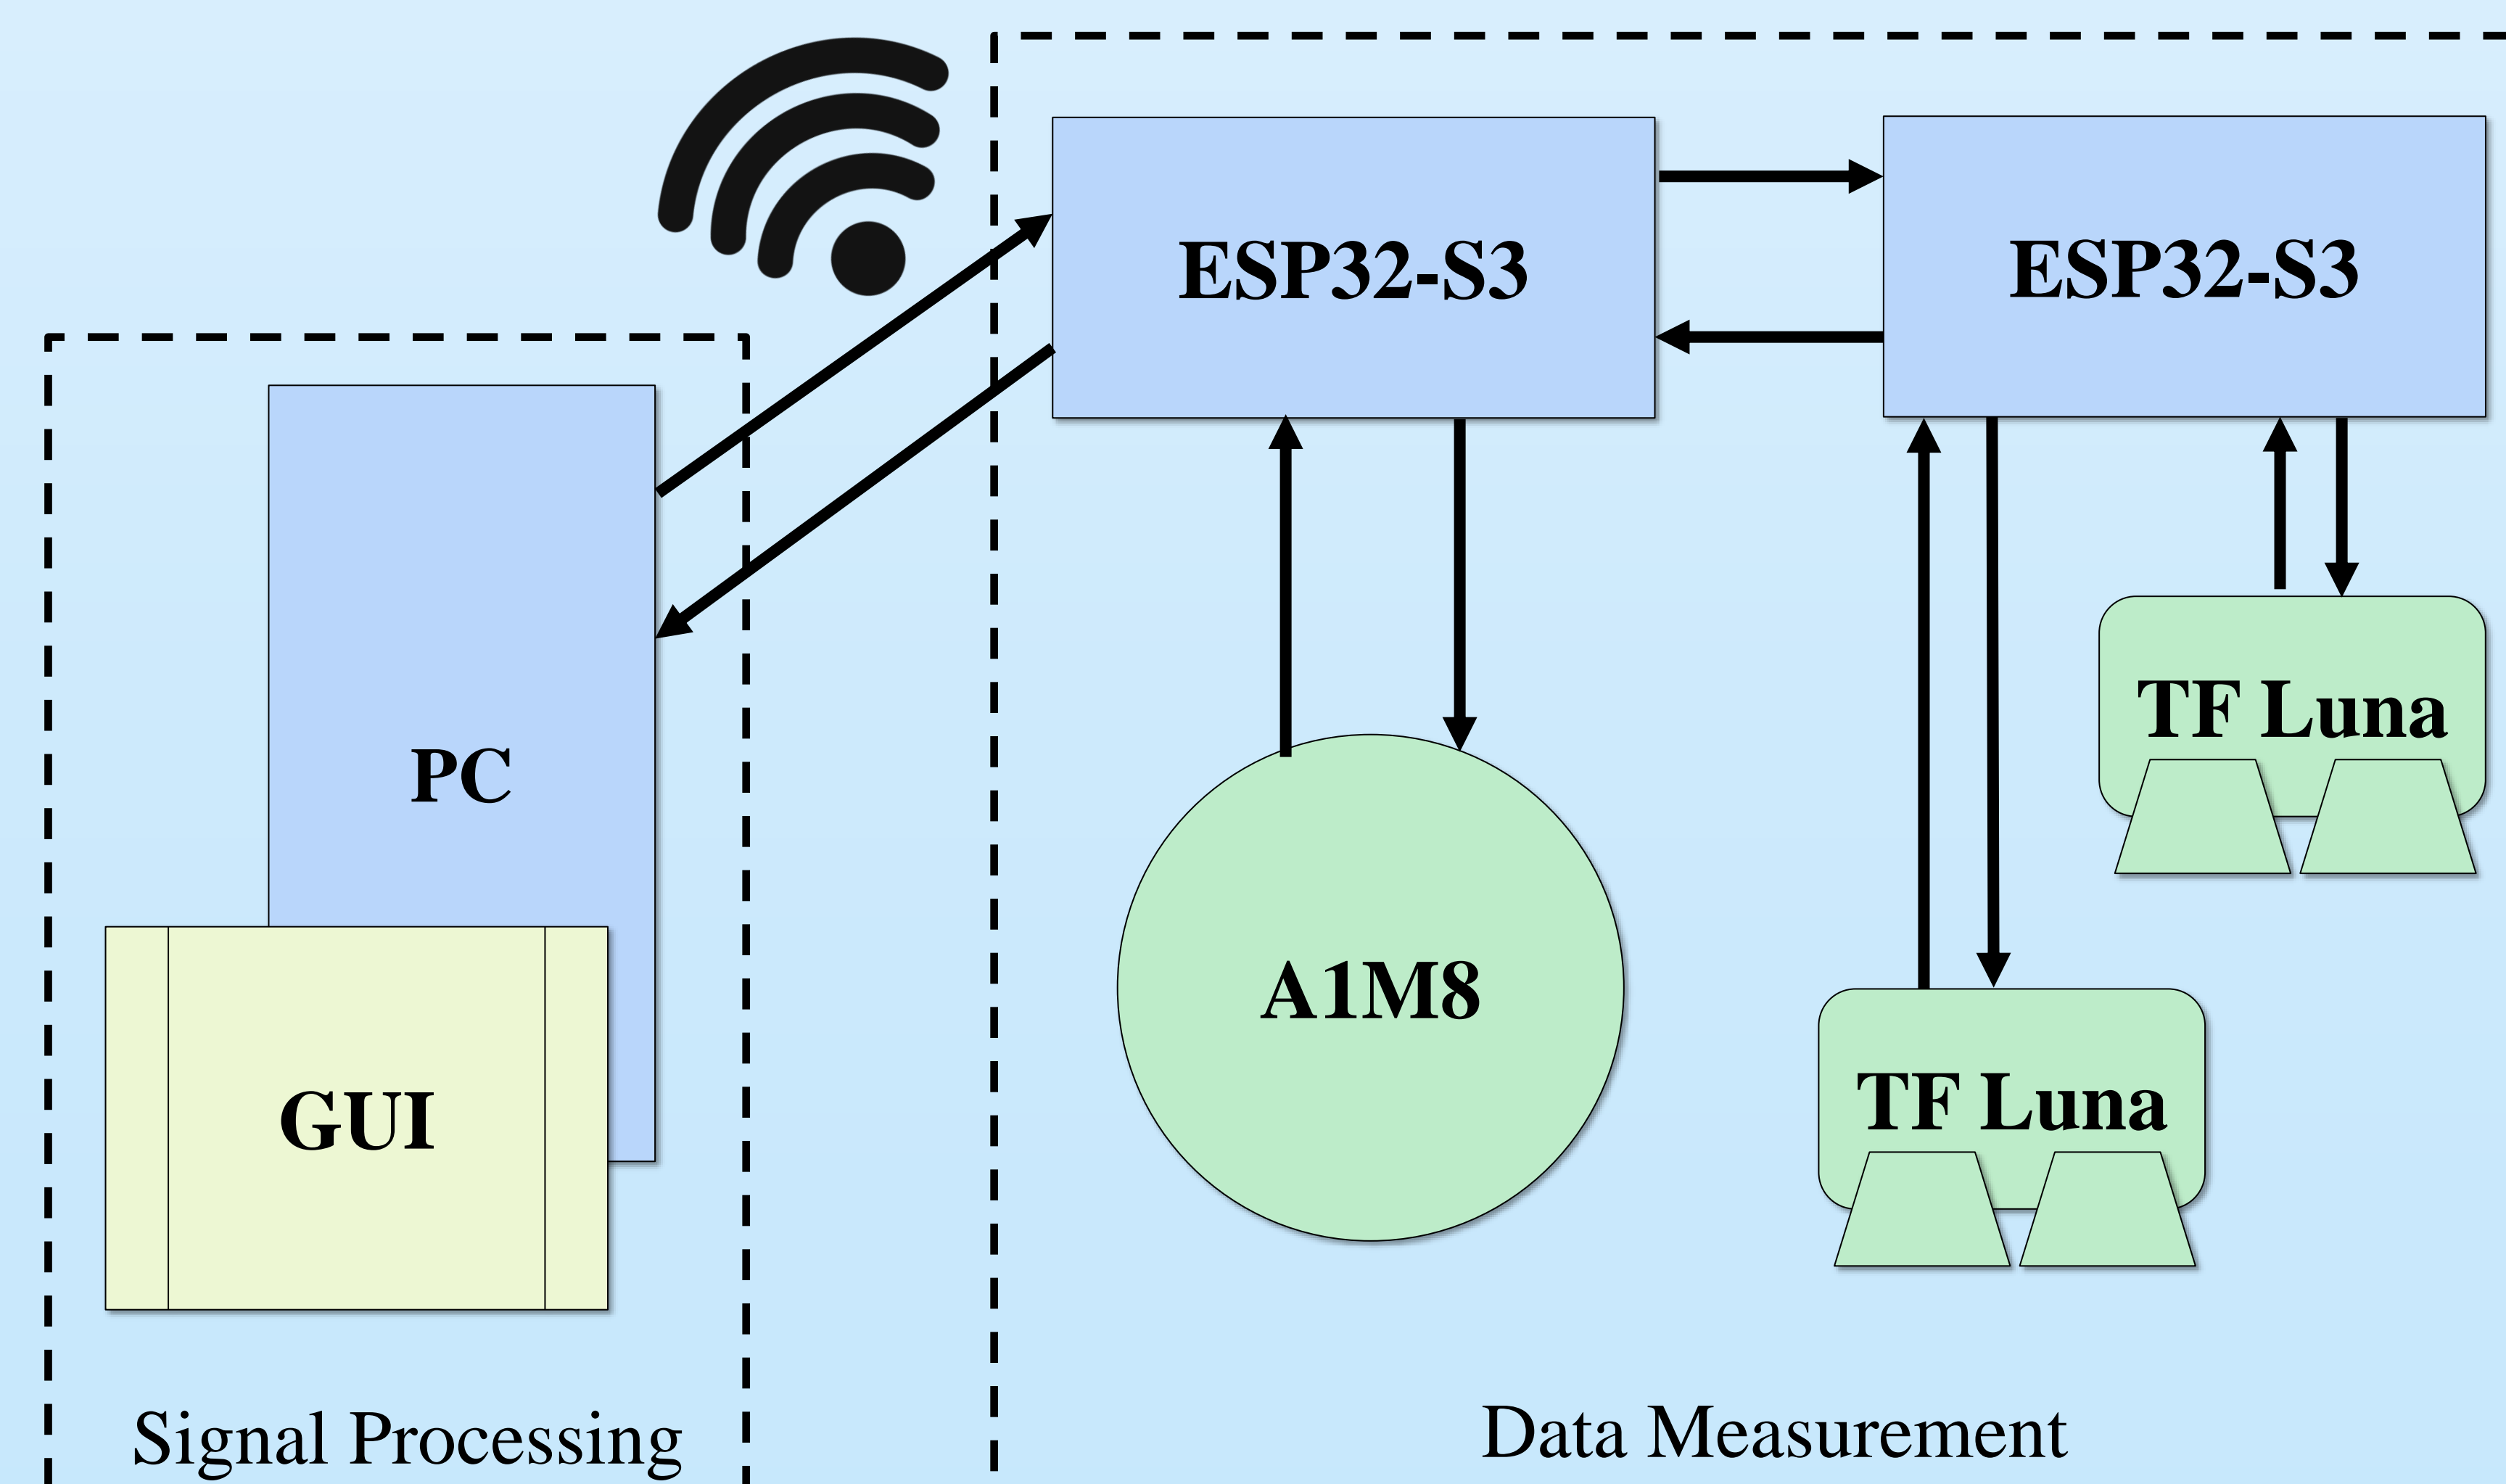 ESP32-S3
ESP32-S3
PC
TF Luna
A1M8
TF Luna
GUI
Signal Processing
Data Measurement